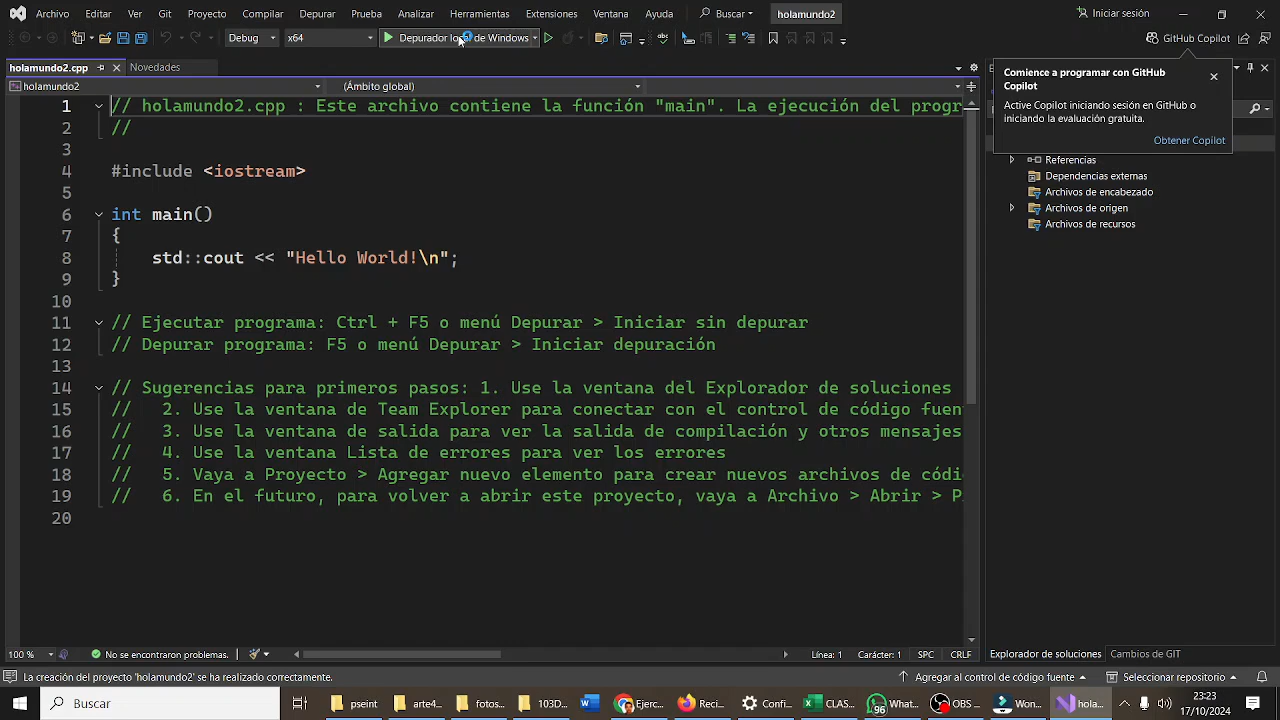 Archivo Editar Ver Git Proyecto Compilar Depurar Prueba Analizar Herramientas Extensiones Ventana Ayuda Buscar holamundo2 Iniciar sesión
Debug x64 Depurador de Windows GitHub Copilot
holamundo2.cpp Novedades
holamundo2 (Ámbito global)
Comience a programar con GitHub
Copilot
Active Copilot iniciando sesión en GitHub o
iniciando la evaluación gratuita.
Obtener Copilot
Referencias
Dependencias externas
Archivos de encabezado
Archivos de origen
Archivos de recursos
1 // holamundo2.cpp : Este archivo contiene la función "main". La ejecución del progr
2 //
3
4 #include <iostream>
5
6 int main()
7 {
8 std::cout << "Hello World!\n";
9 }
10
11 // Ejecutar programa: Ctrl + F5 o menú Depurar > Iniciar sin depurar
12 // Depurar programa: F5 o menú Depurar > Iniciar depuración
13
14 // Sugerencias para primeros pasos: 1. Use la ventana del Explorador de soluciones
15 // 2. Use la ventana de Team Explorer para conectar con el control de código fuen
16 // 3. Use la ventana de salida para ver la salida de compilación y otros mensajes
17 // 4. Use la ventana Lista de errores para ver los errores
18 // 5. Vaya a Proyecto > Agregar nuevo elemento para crear nuevos archivos de códi
19 // 6. En el futuro, para volver a abrir este proyecto, vaya a Archivo > Abrir > P
20
100 % No se encontraron problemas. Línea: 1 Carácter: 1 SPC CRLF Explorador de soluciones Cambios de GIT
La creación del proyecto 'holamundo2' se ha realizado correctamente. Agregar al control de código fuente Seleccionar repositorio
Buscar pseint arre4... fotos... 103D... Ejerc... Reci... Confi... CLAS... 96 What... OBS ... Won... hola... 23:23
17/10/2024